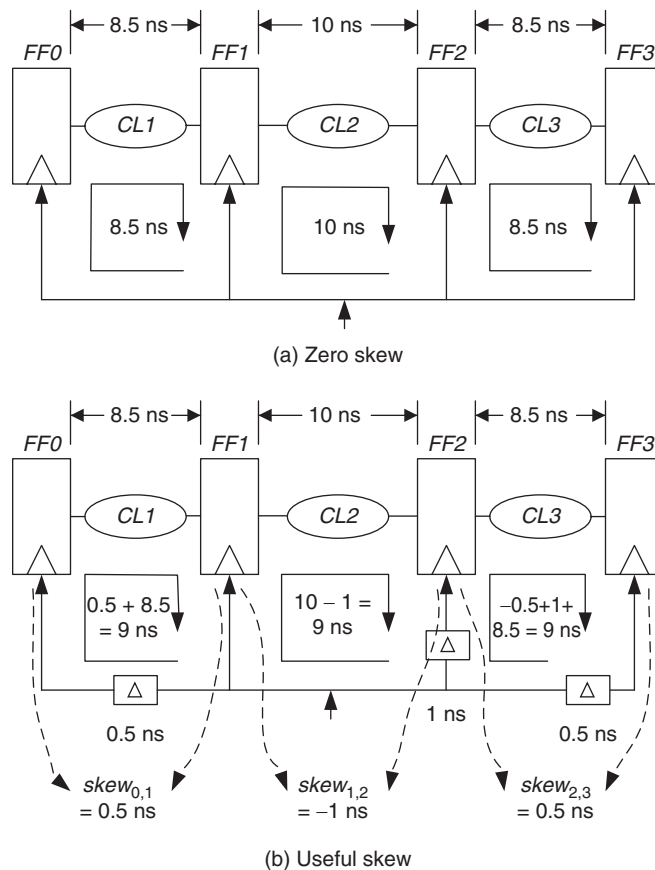 8.5 ns 10 ns 8.5 ns
FF0 FF1 FF2 FF3
CL1 CL2 CL3
8.5 ns 10 ns 8.5 ns
(a) Zero skew
8.5 ns 10 ns 8.5 ns
FF0 FF1 FF2 FF3
CL1 CL2 CL3
0.5 + 8.5 10 − 1 = −0.5+1+
= 9 ns 9 ns 8.5 = 9 ns
Δ
Δ Δ
0.5 ns 1 ns 0.5 ns
skew0,1 skew1,2 skew2,3
= 0.5 ns = −1 ns = 0.5 ns
(b) Useful skew